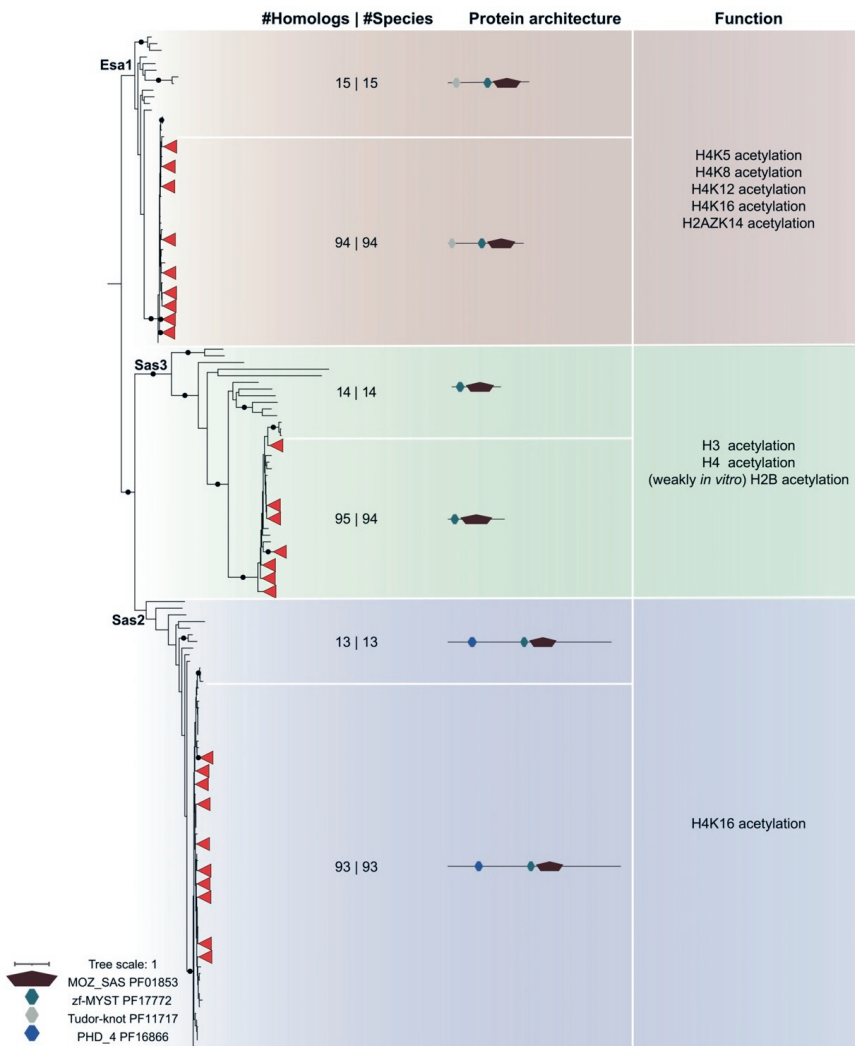 #Homologs | #Species Protein architecture Function
Esa1
15 | 15
H4K5 acetylation
H4K8 acetylation
H4K12 acetylation
H4K16 acetylation
H2AZK14 acetylation
94 | 94
Sas3
14 | 14
H3 acetylation
H4 acetylation
(weakly in vitro) H2B acetylation
95 | 94
Sas2
13 | 13
H4K16 acetylation
93 | 93
Tree scale: 1
MOZ_SAS PF01853
zf-MYST PF17772
Tudor-knot PF11717
PHD_4 PF16866